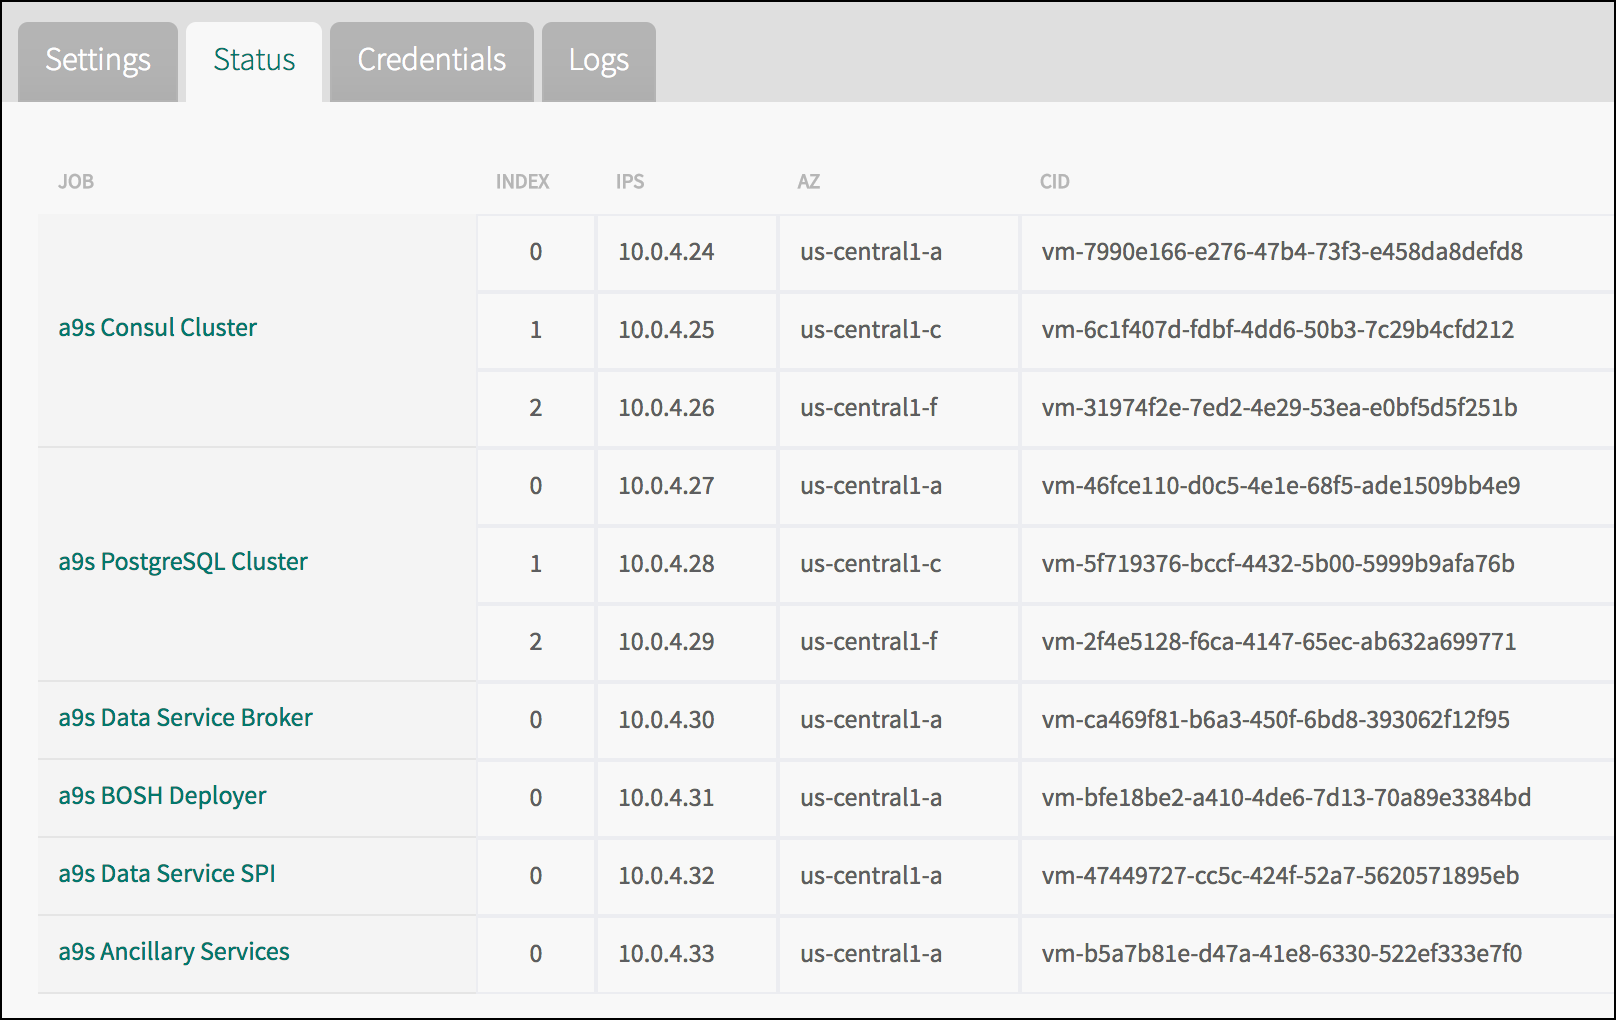 Settings Status Credentials Logs
JOB INDEX IPS AZ CID
a9s Consul Cluster
0 10.0.4.24 us-central1-a vm-7990e166-e276-47b4-73f3-e458da8defd8
1 10.0.4.25 us-central1-c vm-6c1f407d-fdbf-4dd6-50b3-7c29b4cfd212
2 10.0.4.26 us-central1-f vm-31974f2e-7ed2-4e29-53ea-e0bf5d5f251b
a9s PostgreSQL Cluster
0 10.0.4.27 us-central1-a vm-46fce110-d0c5-4e1e-68f5-ade1509bb4e9
1 10.0.4.28 us-central1-c vm-5f719376-bccf-4432-5b00-5999b9afa76b
2 10.0.4.29 us-central1-f vm-2f4e5128-f6ca-4147-65ec-ab632a699771
a9s Data Service Broker 0 10.0.4.30 us-central1-a vm-ca469f81-b6a3-450f-6bd8-393062f12f95
a9s BOSH Deployer 0 10.0.4.31 us-central1-a vm-bfe18be2-a410-4de6-7d13-70a89e3384bd
a9s Data Service SPI 0 10.0.4.32 us-central1-a vm-47449727-cc5c-424f-52a7-5620571895eb
a9s Ancillary Services 0 10.0.4.33 us-central1-a vm-b5a7b81e-d47a-41e8-6330-522ef333e7f0